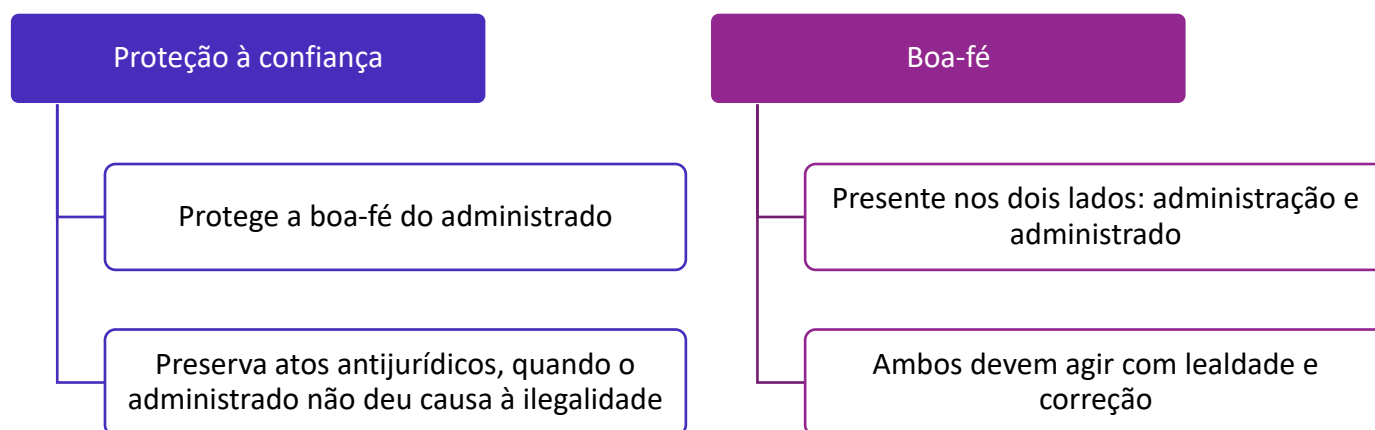 Proteção à confiança
Protege a boa-fé do administrado
Preserva atos antijurídicos, quando o
administrado não deu causa à ilegalidade
Boa-fé
Presente nos dois lados: administração e
administrado
Ambos devem agir com lealdade e
correção